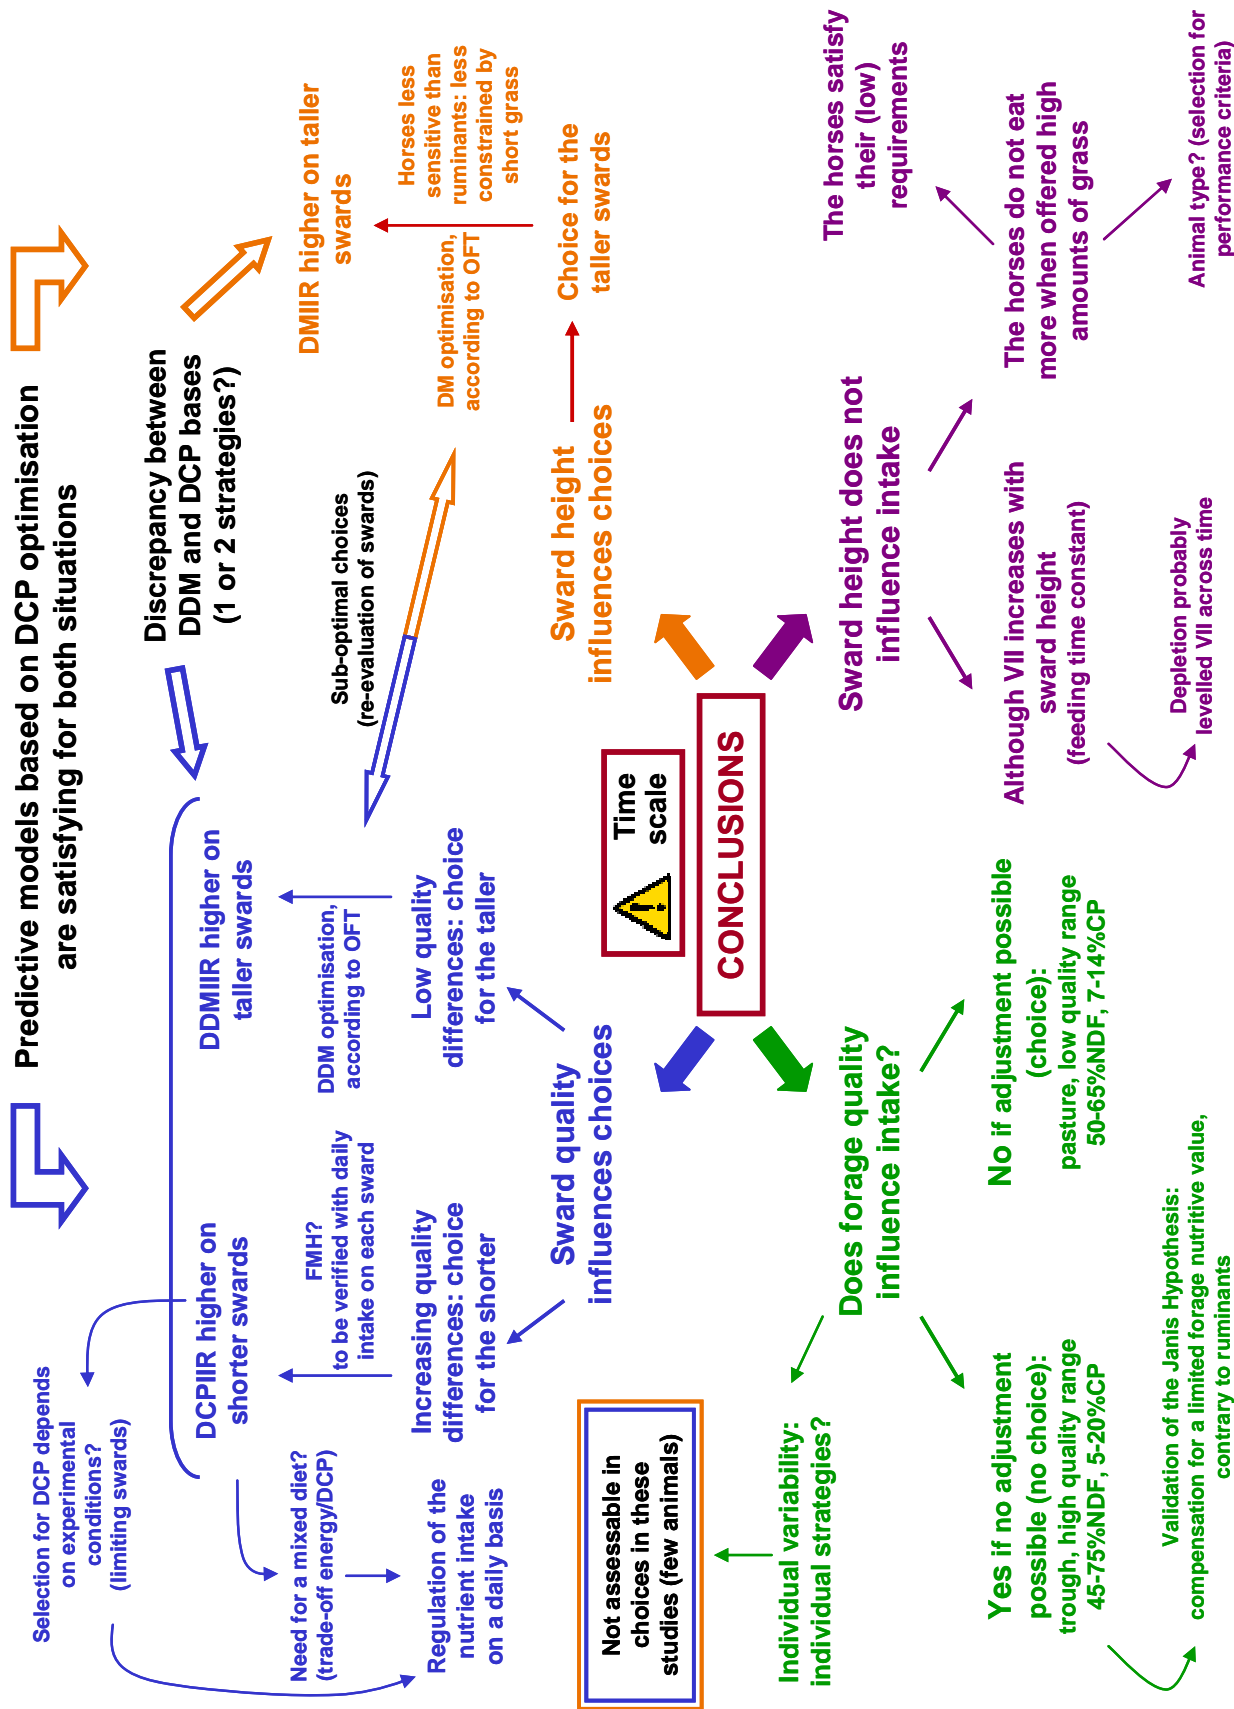 Predictive models based on DCP optimisation
are satisfying for both situations
Selection for DCP depends
on experimental
conditions?
(limiting swards)
Need for a mixed diet?
(trade-off energy/DCP)
Regulation of the
nutrient intake
on a daily basis
DCPIIR higher on
shorter swards
FMH?
to be verified with daily
intake on each sward
Increasing quality
differences: choice
for the shorter
DDMIIR higher on
taller swards
DDM optimisation,
according to OFT
Low quality
differences: choice
for the taller
Sward quality
influences choices
Discrepancy between
DDM and DCP bases
(1 or 2 strategies?)
Sub-optimal choices
(re-evaluation of swards)
DMIIR higher on taller
swards
DM optimisation,
according to OFT
Horses less
sensitive than
ruminants: less
constrained by
short grass
Choice for the
taller swards
Sward height
influences choices
Not assessable in
choices in these
studies (few animals)
Time
scale
CONCLUSIONS
Individual variability:
individual strategies?
Does forage quality
influence intake?
Yes if no adjustment
possible (no choice):
trough, high quality range
45-75%NDF, 5-20%CP
No if adjustment possible
(choice):
pasture, low quality range
50-65%NDF, 7-14%CP
Validation of the Janis Hypothesis:
compensation for a limited forage nutritive value,
contrary to ruminants
Sward height does not
influence intake
Although VII increases with
sward height
(feeding time constant)
Depletion probably
levelled VII across time
The horses satisfy
their (low)
requirements
The horses do not eat
more when offered high
amounts of grass
Animal type? (selection for
performance criteria)